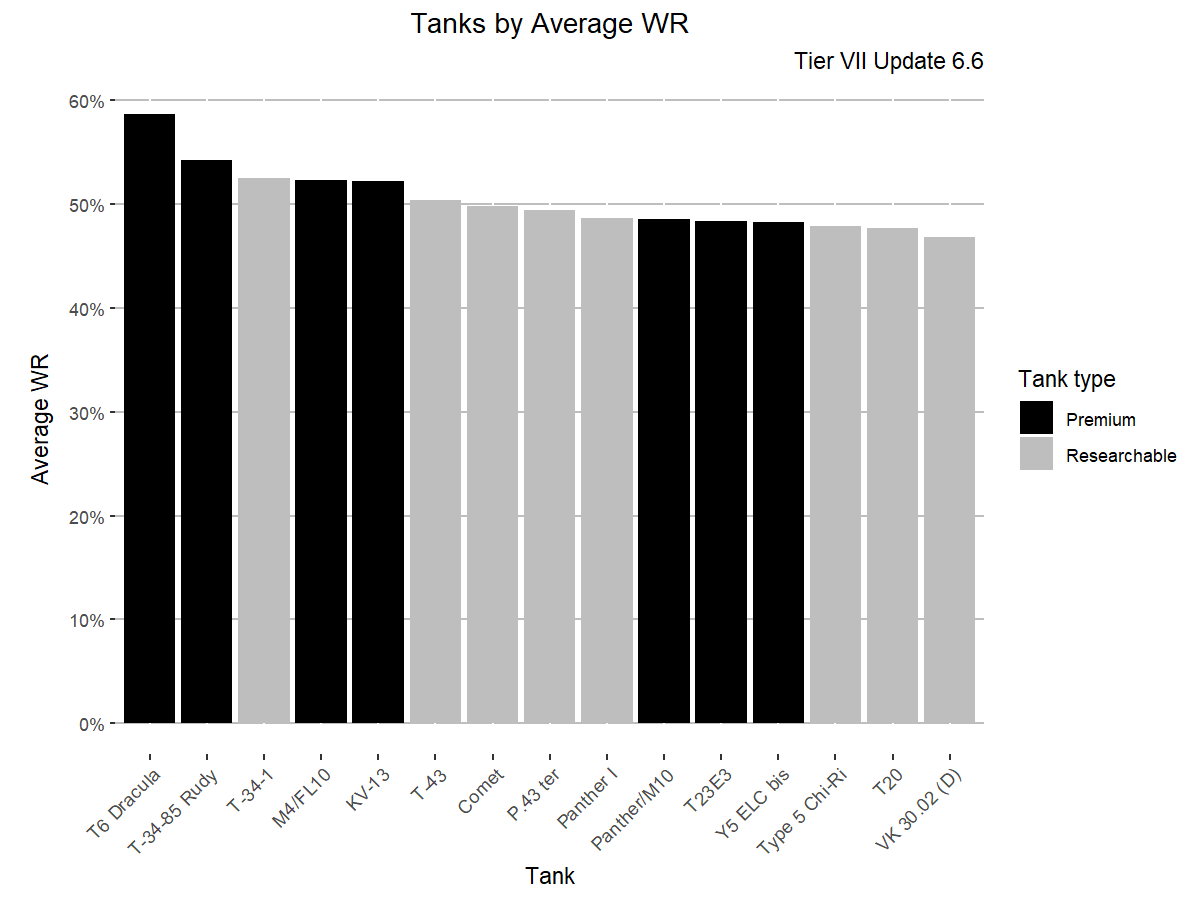 Tanks by Average WR
Tier VII Update 6.6
60%
50%
40%
30%
20%
10%
0%
Average WR
T6 Dracula
T-34-85 Rudy
T-34-1
M4/FL10
KV-13
T-43
Comet
P.43 ter
Panther I
Panther/M10
T23E3
Y5 ELC bis
Type 5 Chi-Ri
T20
VK 30.02 (D)
Tank
Tank type
Premium
Researchable